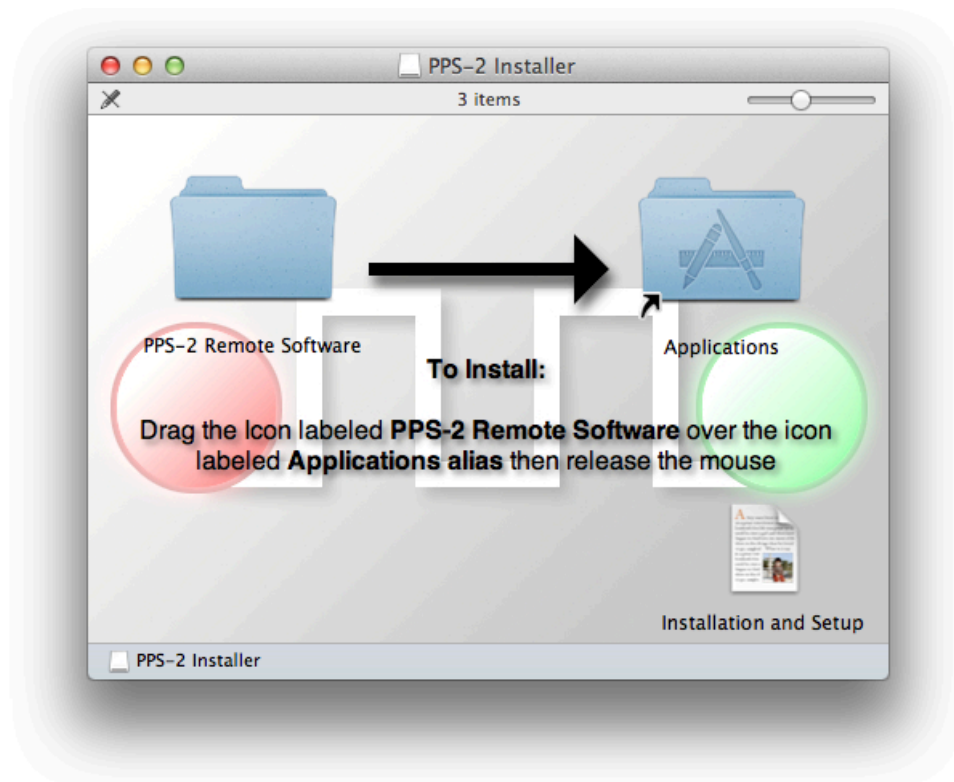 PPS-2 Installer
3 items
PPS-2 Remote Software
Applications
To Install:
Drag the Icon labeled PPS-2 Remote Software over the icon
labeled Applications alias then release the mouse
Installation and Setup
PPS-2 Installer